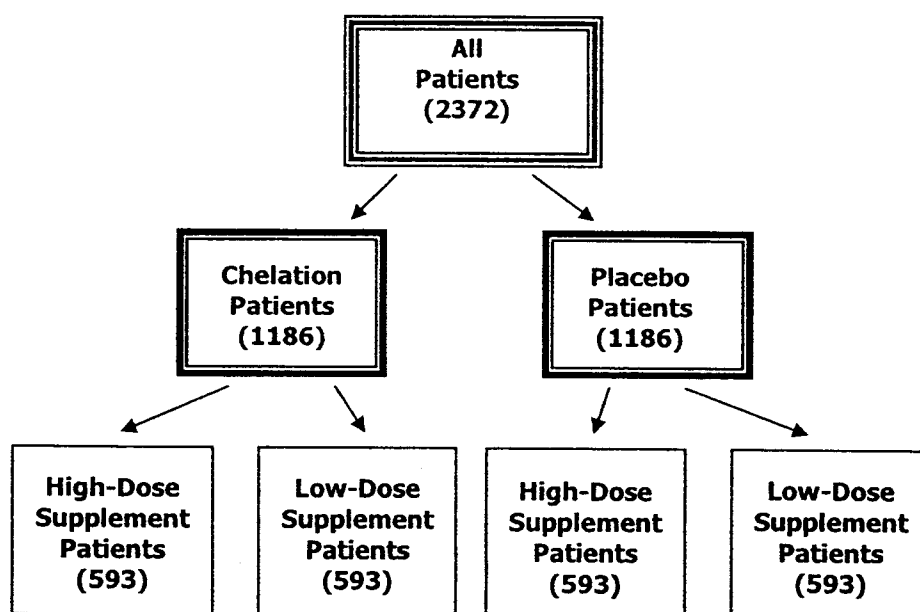 All
Patients
(2372)
Chelation
Patients
(1186)
Placebo
Patients
(1186)
High-Dose
Supplement
Patients
(593)
Low-Dose
Supplement
Patients
(593)
High-Dose
Supplement
Patients
(593)
Low-Dose
Supplement
Patients
(593)